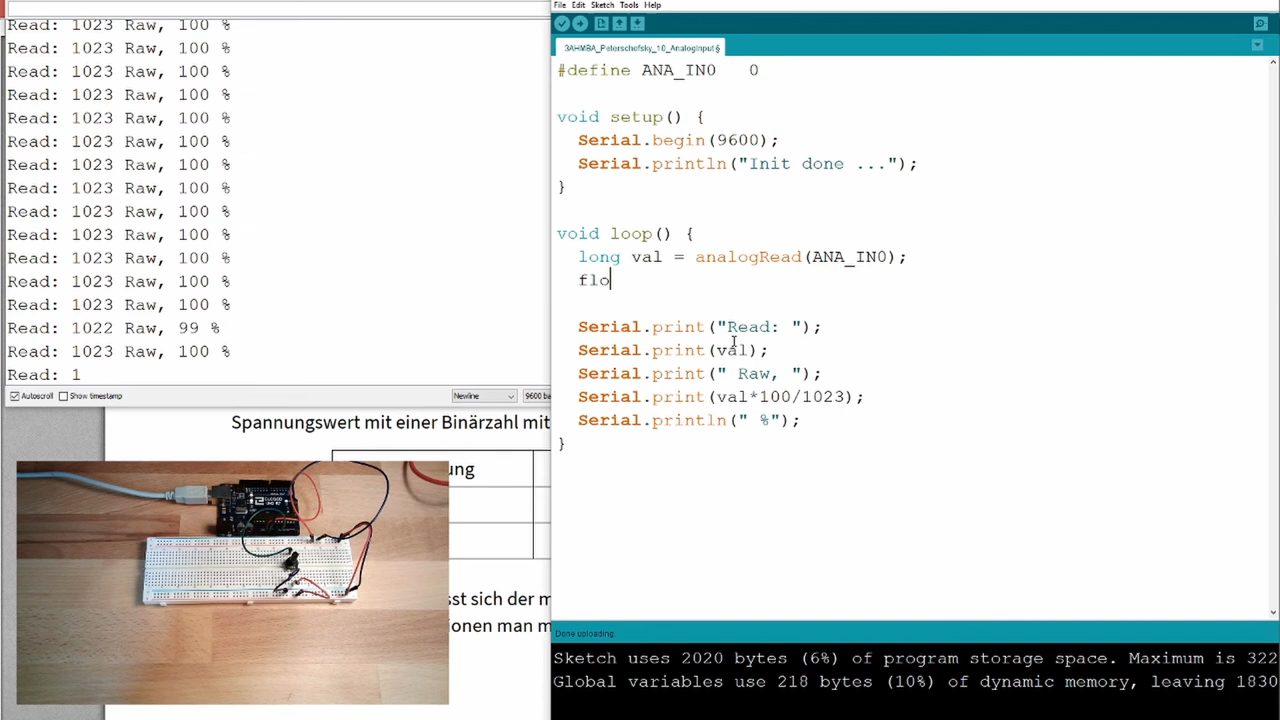 Read: 1023 Raw, 100 %
Read: 1023 Raw, 100 %
Read: 1023 Raw, 100 %
Read: 1023 Raw, 100 %
Read: 1023 Raw, 100 %
Read: 1023 Raw, 100 %
Read: 1023 Raw, 100 %
Read: 1023 Raw, 100 %
Read: 1023 Raw, 100 %
Read: 1023 Raw, 100 %
Read: 1023 Raw, 100 %
Read: 1023 Raw, 100 %
Read: 1023 Raw, 100 %
Read: 1022 Raw, 99 %
Read: 1023 Raw, 100 %
Read: 1
Autoscroll Show timestamp Newline 9600 ba
Spannungswert mit einer Binärzahl mit
ung
sst sich der m
ionen man m
File Edit Sketch Tools Help
3AHMBA_Peterschofsky_10_AnalogInput§
#define ANA_IN0 0
void setup() {
Serial.begin(9600);
Serial.println("Init done ...");
}
void loop() {
long val = analogRead(ANA_IN0);
flo
Serial.print("Read: ");
Serial.print(val);
Serial.print(" Raw, ");
Serial.print(val*100/1023);
Serial.println(" %");
}
Done uploading.
Sketch uses 2020 bytes (6%) of program storage space. Maximum is 322
Global variables use 218 bytes (10%) of dynamic memory, leaving 1830